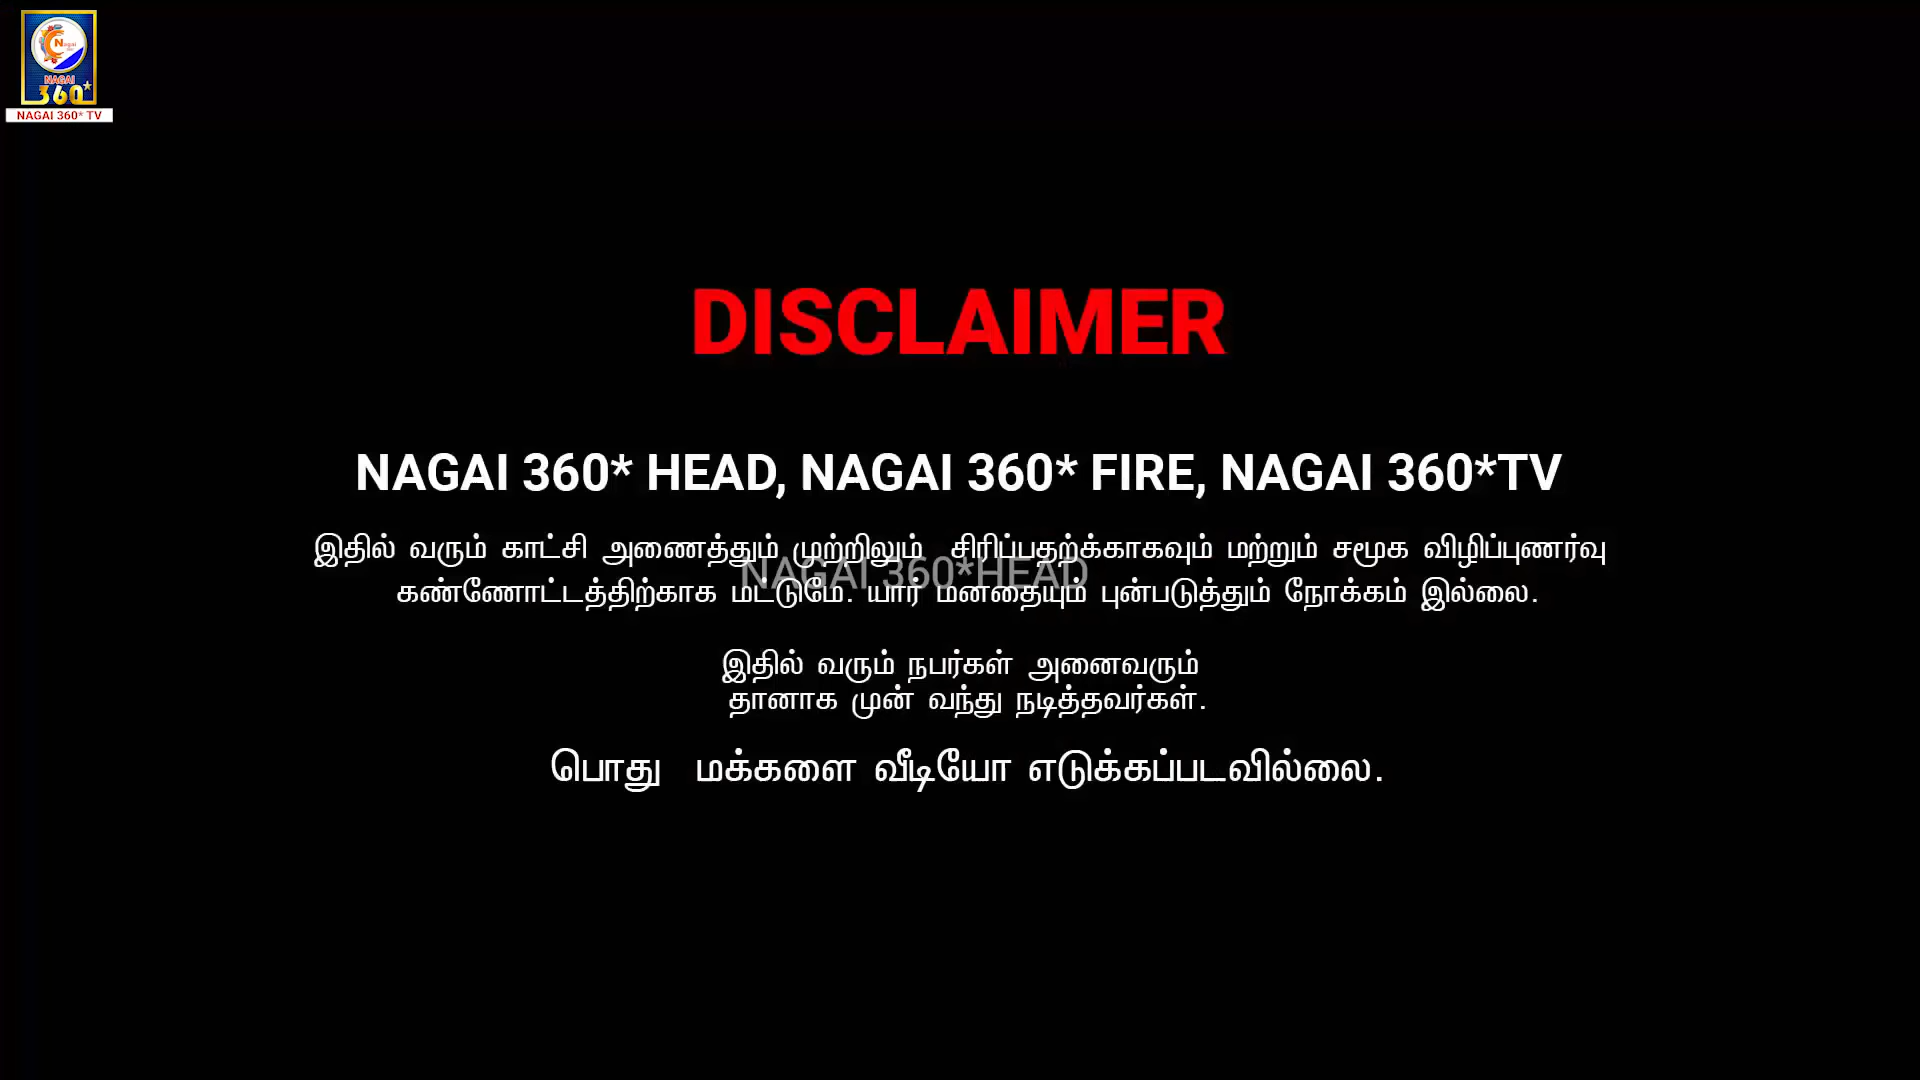 Nagai
NAGAI
360*
NAGAI 360* TV
DISCLAIMER
NAGAI 360* HEAD, NAGAI 360* FIRE, NAGAI 360*TV
இதில் வரும் காட்சி அணைத்தும் முற்றிலும் சிரிப்பதற்க்காகவும் மற்றும் சமூக விழிப்புணர்வு
NAGAI 360*HEAD
கண்ணோட்டத்திற்காக மட்டுமே. யார் மனதையும் புன்படுத்தும் நோக்கம் இல்லை.
இதில் வரும் நபர்கள் அனைவரும்
தானாக முன் வந்து நடித்தவர்கள்.
பொது மக்களை வீடியோ எடுக்கப்படவில்லை.